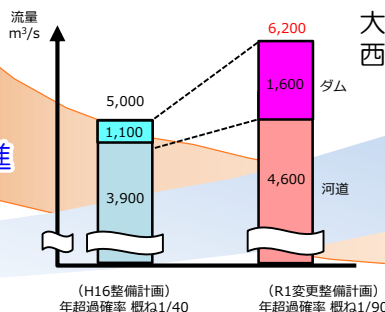 流量
m³/s
6,200
大
西
5,000
1,600
ダム
1,100
進
3,900
4,600
河道
（H16整備計画）
年超過確率 概ね1/40
（R1変更整備計画）
年超過確率 概ね1/90